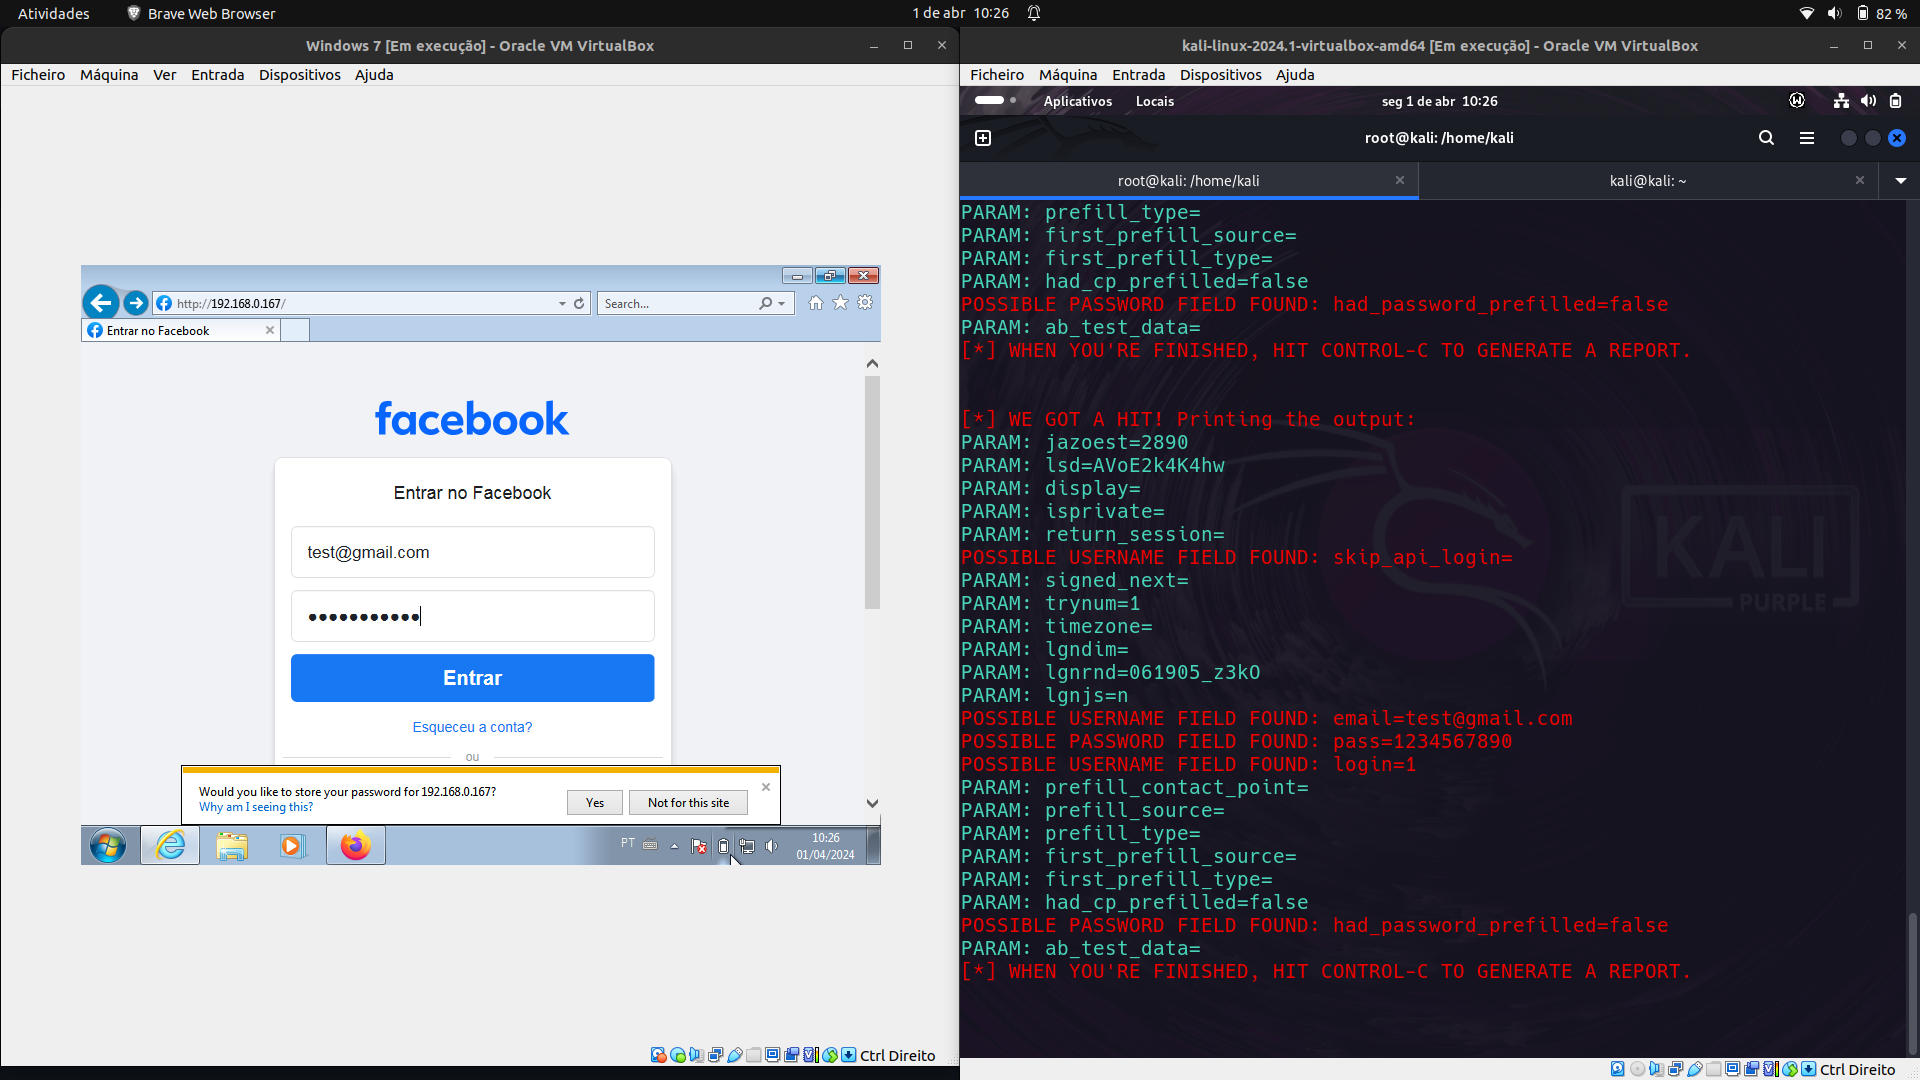 Atividades
Brave Web Browser
1 de abr 10:26
82 %
Windows 7 [Em execução] - Oracle VM VirtualBox
Ficheiro Máquina Ver Entrada Dispositivos Ajuda
http://192.168.0.167/
Search...
Entrar no Facebook
facebook
Entrar no Facebook
test@gmail.com
Entrar
Esqueceu a conta?
ou
Would you like to store your password for 192.168.0.167?
Why am I seeing this?
Yes
Not for this site
PT
10:26
01/04/2024
Ctrl Direito
kali-linux-2024.1-virtualbox-amd64 [Em execução] - Oracle VM VirtualBox
Ficheiro Máquina Entrada Dispositivos Ajuda
Aplicativos Locais
seg 1 de abr 10:26
root@kali: /home/kali
root@kali: /home/kali
kali@kali: ~
PARAM: prefill_type=
PARAM: first_prefill_source=
PARAM: first_prefill_type=
PARAM: had_cp_prefilled=false
POSSIBLE PASSWORD FIELD FOUND: had_password_prefilled=false
PARAM: ab_test_data=
[*] WHEN YOU'RE FINISHED, HIT CONTROL-C TO GENERATE A REPORT.
[*] WE GOT A HIT! Printing the output:
PARAM: jazoest=2890
PARAM: lsd=AVoE2k4K4hw
PARAM: display=
PARAM: isprivate=
PARAM: return_session=
POSSIBLE USERNAME FIELD FOUND: skip_api_login=
PARAM: signed_next=
PARAM: trynum=1
PARAM: timezone=
PARAM: lgndim=
PARAM: lgnrnd=061905_z3kO
PARAM: lgnjs=n
POSSIBLE USERNAME FIELD FOUND: email=test@gmail.com
POSSIBLE PASSWORD FIELD FOUND: pass=1234567890
POSSIBLE USERNAME FIELD FOUND: login=1
PARAM: prefill_contact_point=
PARAM: prefill_source=
PARAM: prefill_type=
PARAM: first_prefill_source=
PARAM: first_prefill_type=
PARAM: had_cp_prefilled=false
POSSIBLE PASSWORD FIELD FOUND: had_password_prefilled=false
PARAM: ab_test_data=
[*] WHEN YOU'RE FINISHED, HIT CONTROL-C TO GENERATE A REPORT.
KALI
PURPLE
Ctrl Direito